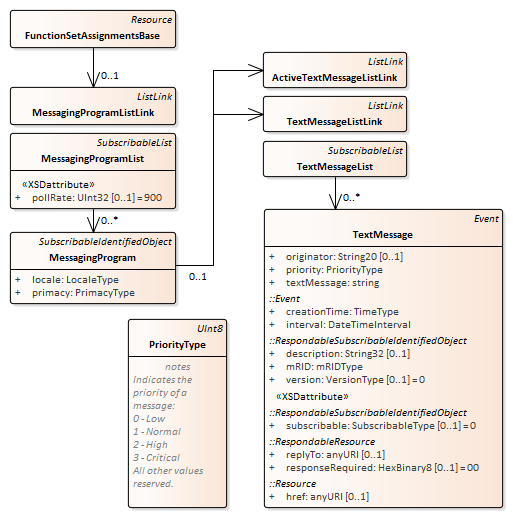 Resource
FunctionSetAssignmentsBase
0..1
ListLink
MessagingProgramListLink
SubscribableList
MessagingProgramList
«XSDattribute»
+ pollRate: UInt32 [0..1] = 900
0..*
SubscribableIdentifiedObject
MessagingProgram
+ locale: LocaleType
+ primacy: PrimacyType
0..1
ListLink
ActiveTextMessageListLink
ListLink
TextMessageListLink
SubscribableList
TextMessageList
0..*
Event
TextMessage
+ originator: String20 [0..1]
+ priority: PriorityType
+ textMessage: string
::Event
+ creationTime: TimeType
+ interval: DateTimeInterval
::RespondableSubscribableIdentifiedObject
+ description: String32 [0..1]
+ mRID: mRIDType
+ version: VersionType [0..1] = 0
«XSDattribute»
::RespondableSubscribableIdentifiedObject
+ subscribable: SubscribableType [0..1] = 0
::RespondableResource
+ replyTo: anyURI [0..1]
+ responseRequired: HexBinary8 [0..1] = 00
::Resource
+ href: anyURI [0..1]
UInt8
PriorityType
notes
Indicates the
priority of a
message:
0 - Low
1 - Normal
2 - High
3 - Critical
All other values
reserved.